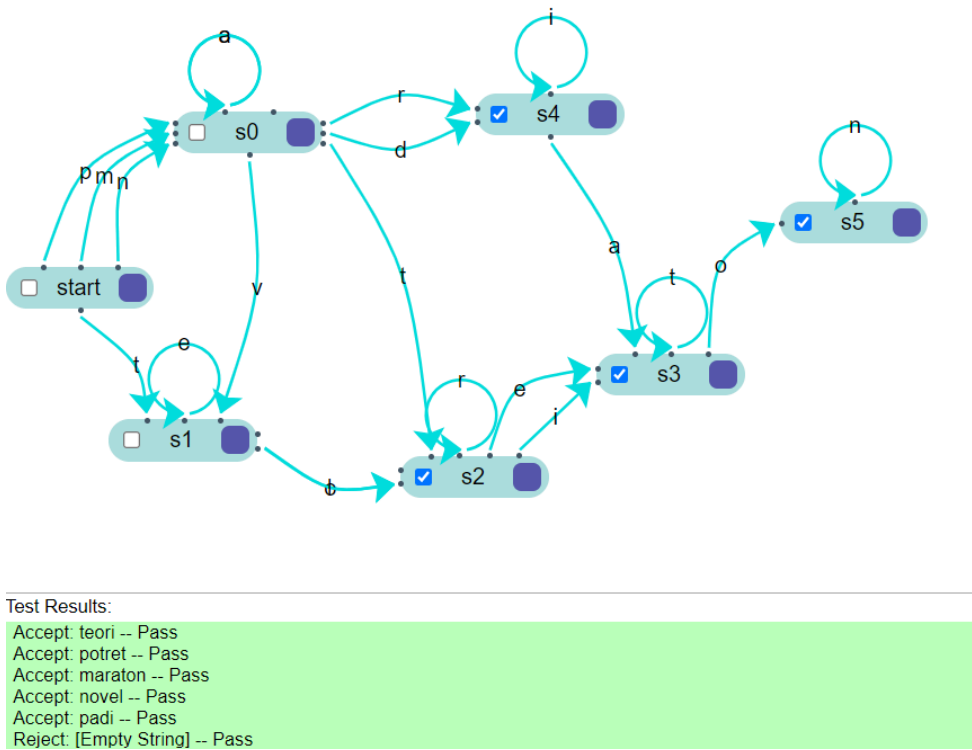 a
i
r
s4
s0
d
n
p
m
n
s5
a
v
t
o
start
t
e
t
s3
r
e
s1
i
s2
Test Results:
Accept: teori -- Pass
Accept: potret -- Pass
Accept: maraton -- Pass
Accept: novel -- Pass
Accept: padi -- Pass
Reject: [Empty String] -- Pass